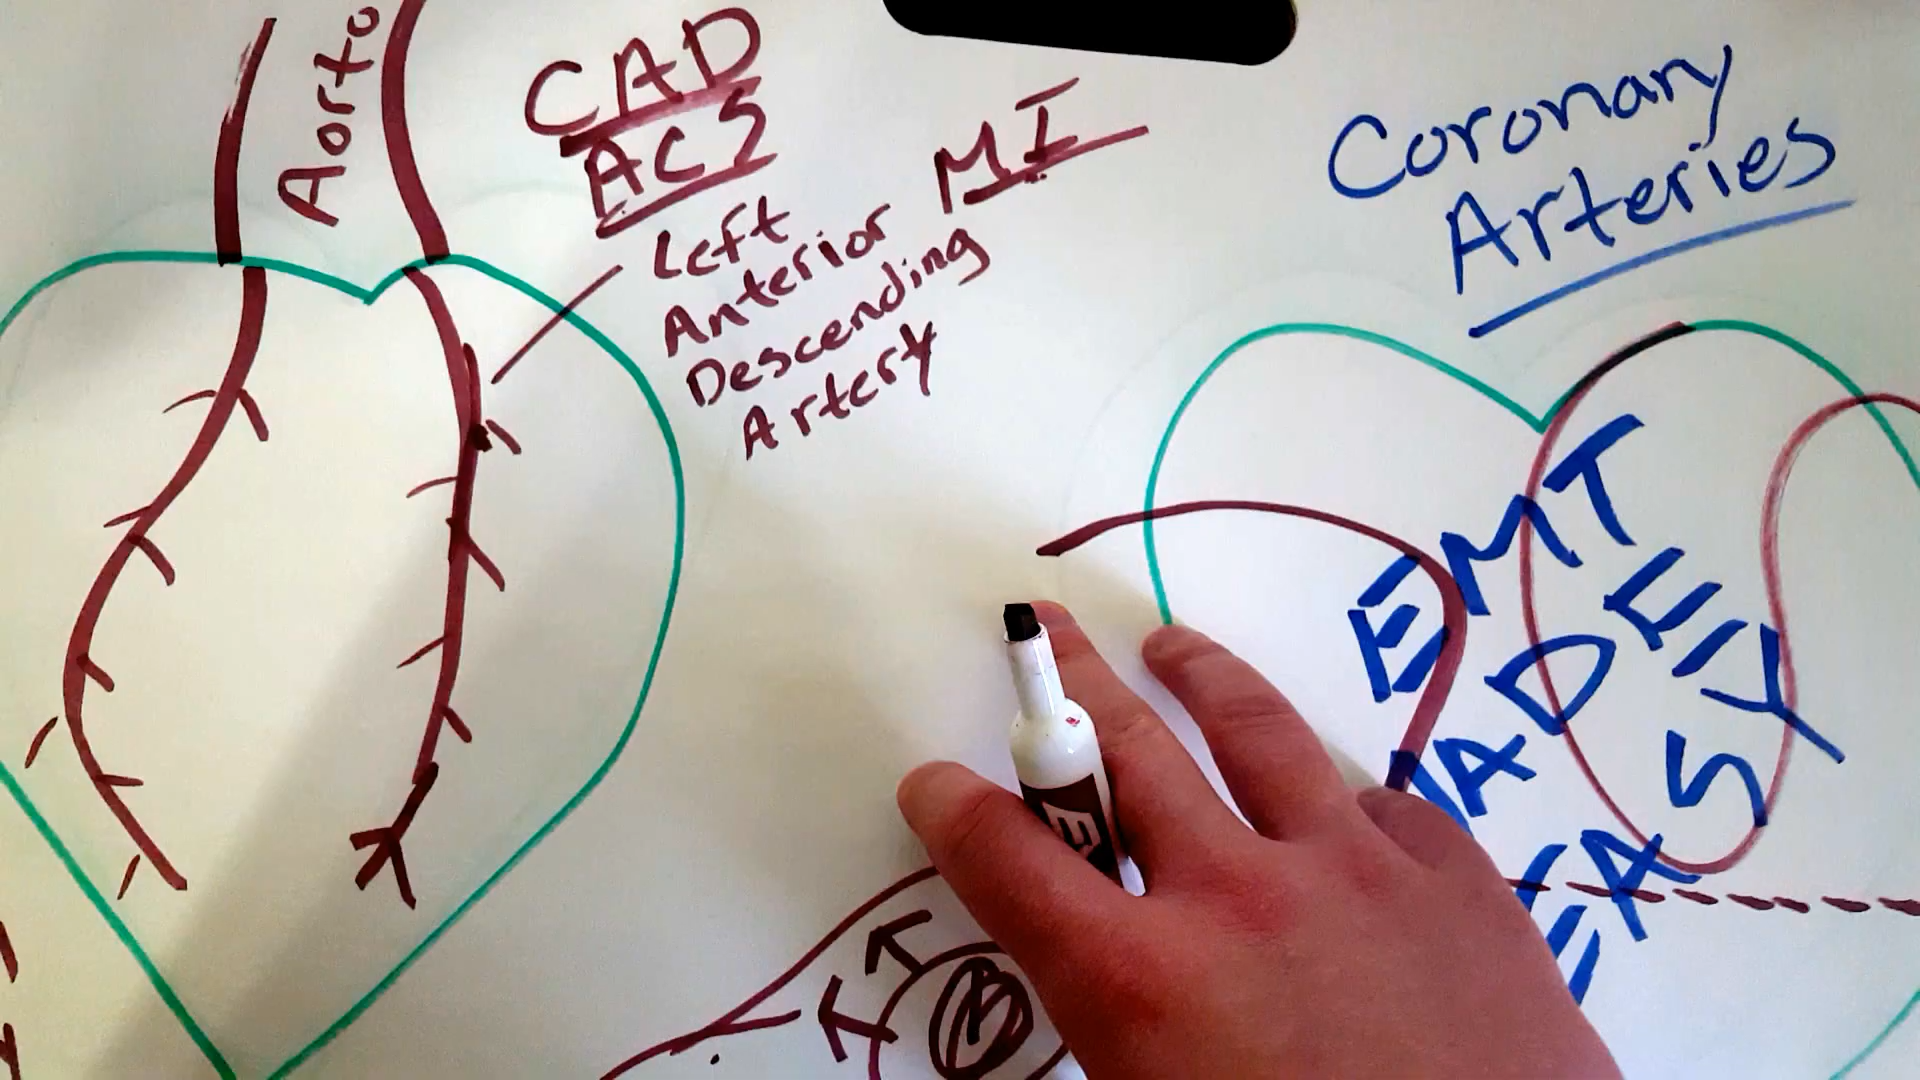 Aorta
CAD
ACS
MI
Left
Anterior
Descending
Artery
Coronary
Arteries
EMT
MADE
EASY